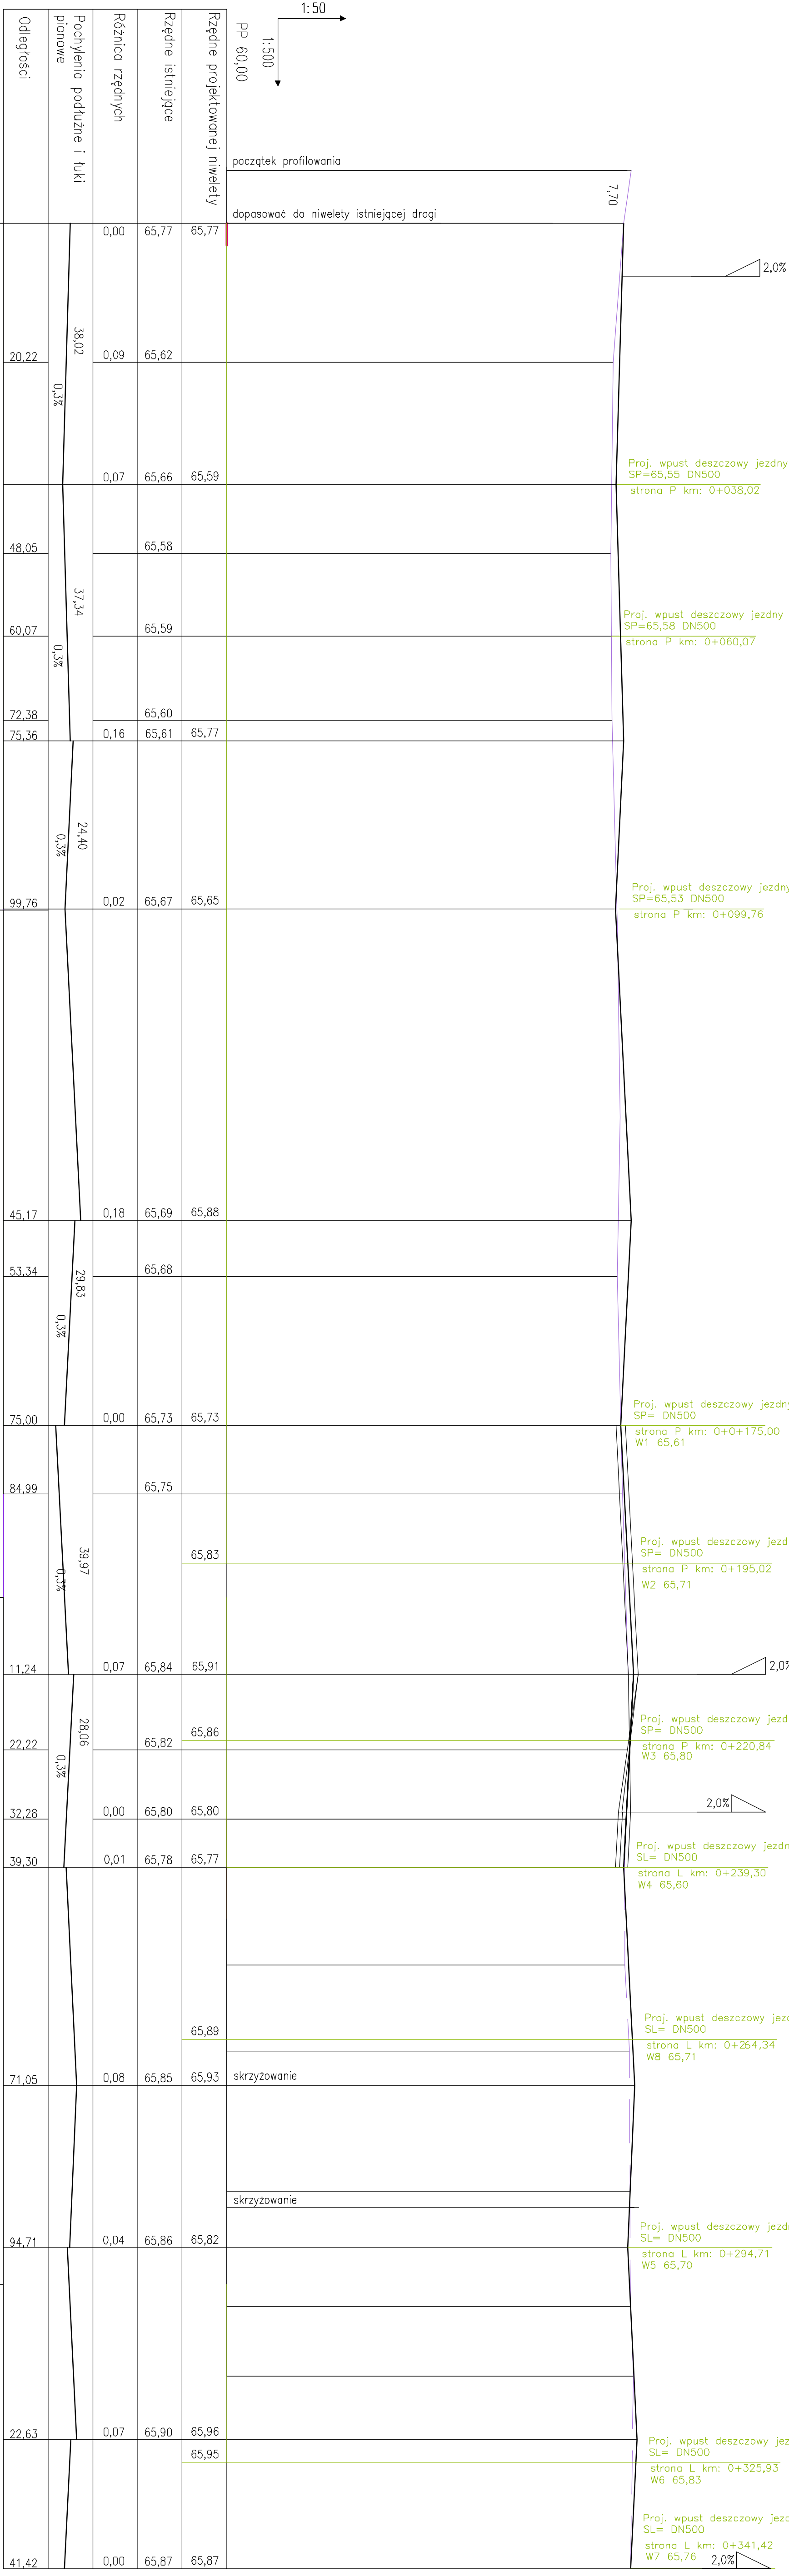 1:50
1:500
PP 60,00
Rzędne projektowanej niwelety
Rzędne istniejące
Różnica rzędnych
Pochylenia podłużne i łuki
pionowe
Odległości
początek profilowania
7,70
dopasować do niwelety istniejącej drogi
0,00 65,77 65,77
2,0%
38,02
20,22 0,09 65,62
0,3%
Proj. wpust deszczowy jezdny
SP=65,55 DN500
0,07 65,66 65,59
strona P km: 0+038,02
48,05 65,58
37,34
Proj. wpust deszczowy jezdny
SP=65,58 DN500
60,07 65,59
strona P km: 0+060,07
0,3%
72,38 65,60
75,36 0,16 65,61 65,77
24,40
0,3%
Proj. wpust deszczowy jezdny
SP=65,53 DN500
99,76 0,02 65,67 65,65
strona P km: 0+099,76
45,17 0,18 65,69 65,88
53,34 65,68
29,83
0,3%
Proj. wpust deszczowy jezdny
SP= DN500
75,00 0,00 65,73 65,73
strona P km: 0+0+175,00
W1 65,61
84,99 65,75
39,97
0,3%
65,83
Proj. wpust deszczowy jezd
SP= DN500
strona P km: 0+195,02
W2 65,71
11,24 0,07 65,84 65,91
2,0%
28,06
65,86
Proj. wpust deszczowy jezd
SP= DN500
strona P km: 0+220,84
W3 65,80
22,22 65,82
0,3%
2,0%
32,28 0,00 65,80 65,80
39,30 0,01 65,78 65,77
Proj. wpust deszczowy jezdn
SL= DN500
strona L km: 0+239,30
W4 65,60
65,89
Proj. wpust deszczowy jezd
SL= DN500
strona L km: 0+264,34
W8 65,71
71,05 0,08 65,85 65,93 skrzyżowanie
skrzyżowanie
94,71 0,04 65,86 65,82
Proj. wpust deszczowy jezd
SL= DN500
strona L km: 0+294,71
W5 65,70
22,63 0,07 65,90 65,96
65,95
Proj. wpust deszczowy jez
SL= DN500
strona L km: 0+325,93
W6 65,83
Proj. wpust deszczowy jezd
SL= DN500
strona L km: 0+341,42
W7 65,76
41,42 0,00 65,87 65,87
2,0%